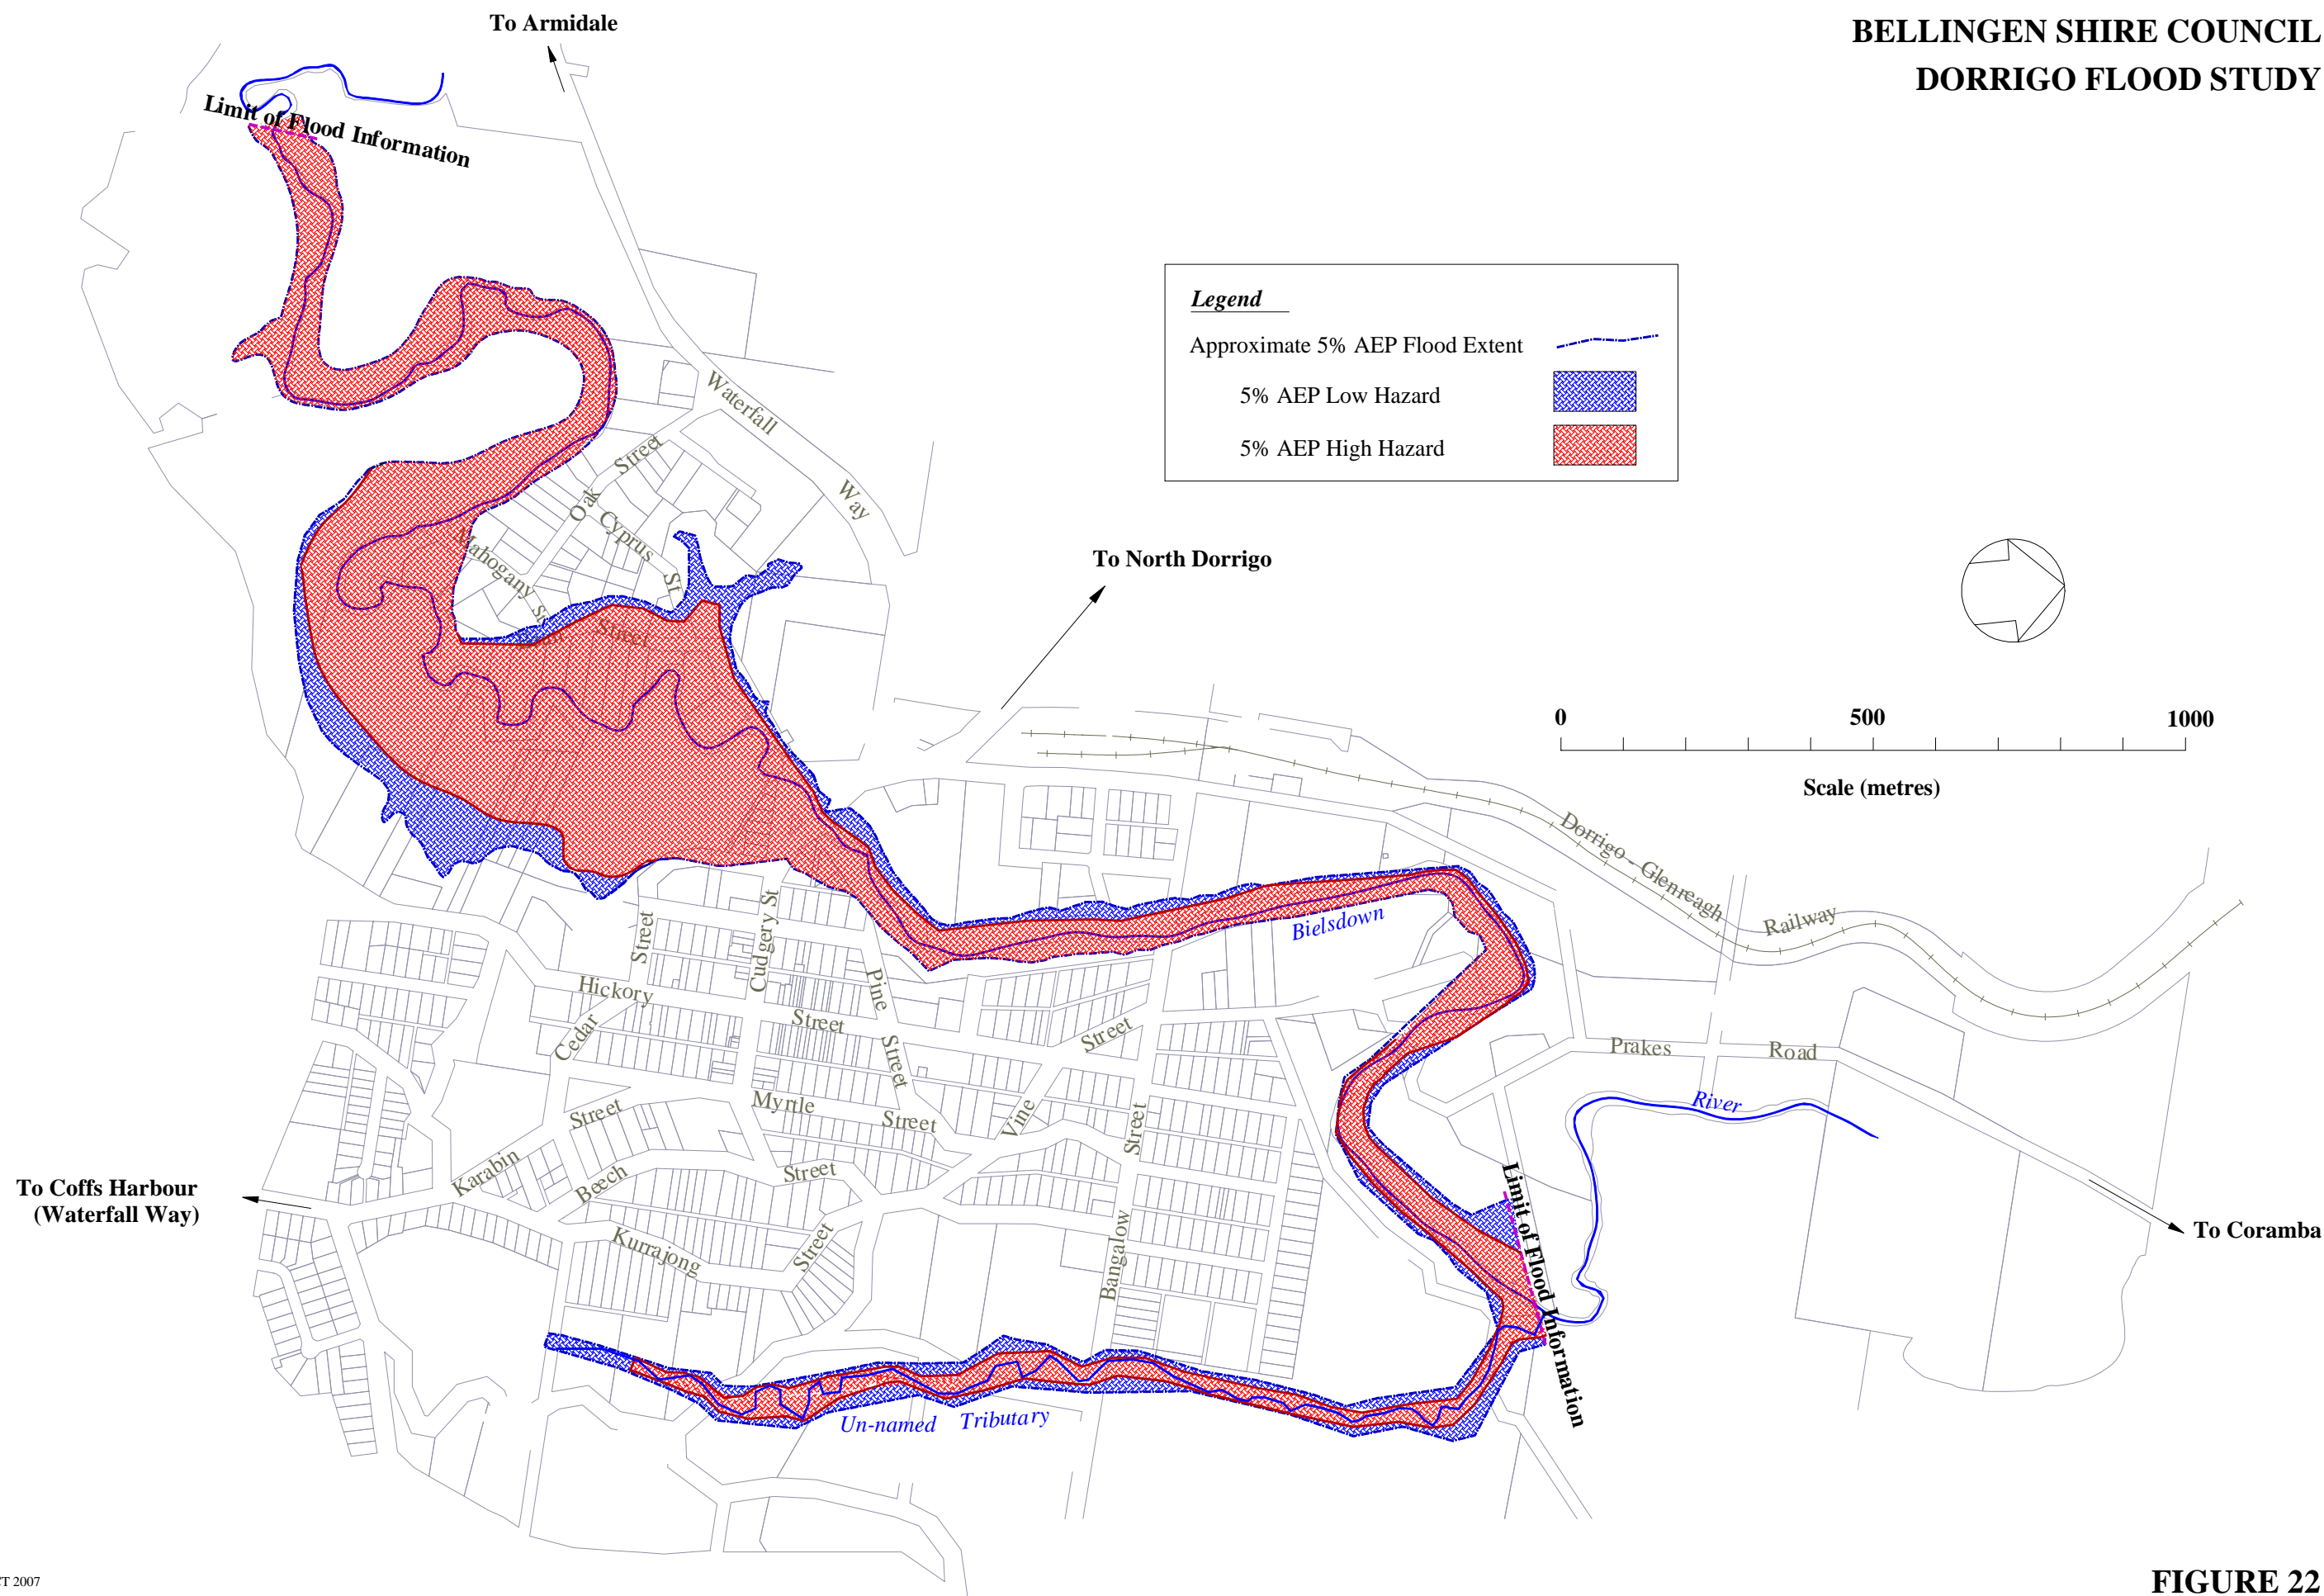 BELLINGEN SHIRE COUNCIL
DORRIGO FLOOD STUDY
To Armidale
Limit of Flood Information
Legend
Approximate 5% AEP Flood Extent
5% AEP Low Hazard
5% AEP High Hazard
Waterfall
Way
Oak
Street
Cyprus
St
Mahogany St
Street
To North Dorrigo
0 500 1000
Scale (metres)
Dorrigo - Glenreagh
Railway
Bielsdown
River
Prakes Road
Street
Cudgery St
Hickory
Street
Pine
Street
Cedar
Street
Myrtle
Street
Vine
Street
Karabin
Street
Beech
Street
Kurrajong
Street
Bangalow
Street
To Coffs Harbour
(Waterfall Way)
Limit of Flood Information
To Coramba
Un-named Tributary
T 2007
FIGURE 22